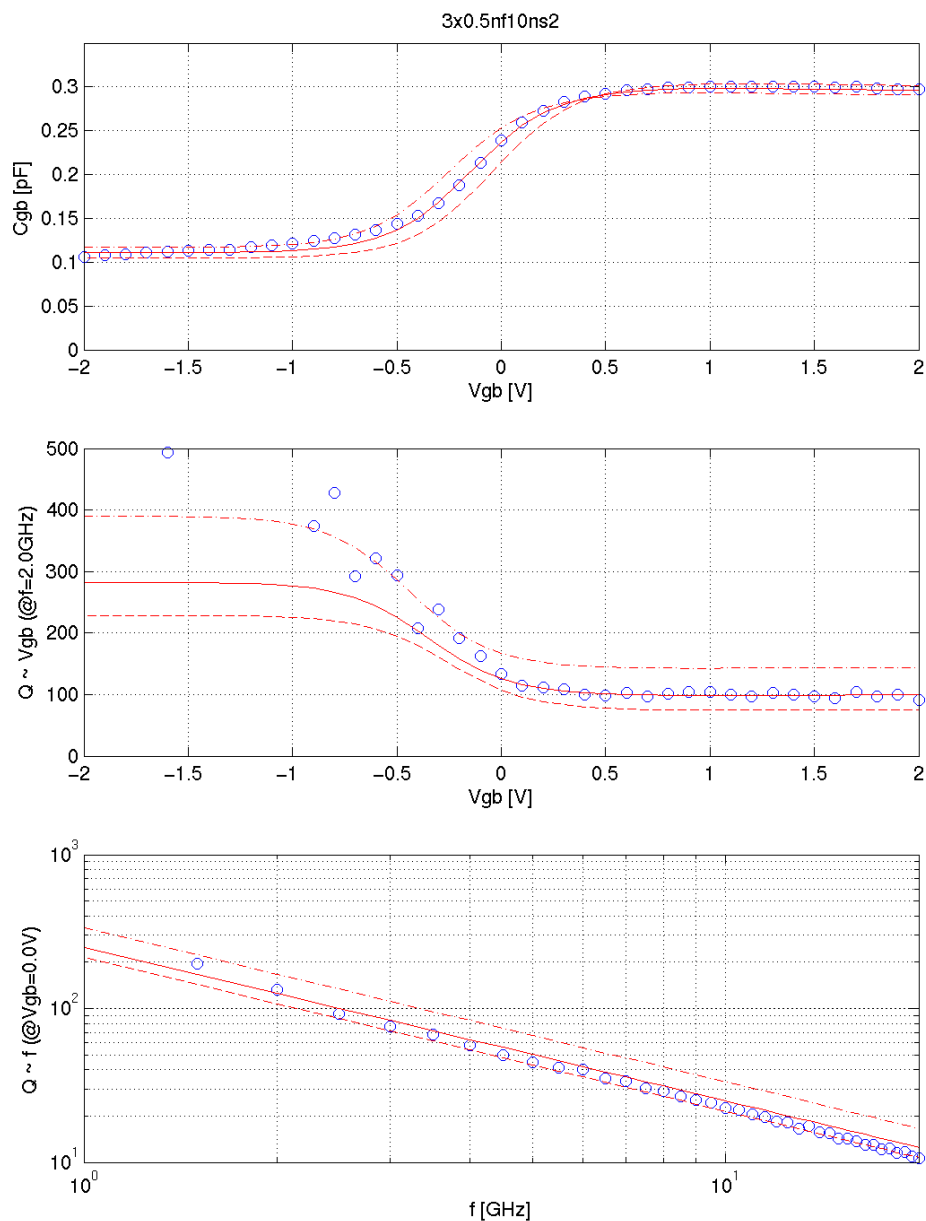 3x0.5nf10ns2
Cgb [pF]
0.3
0.25
0.2
0.15
0.1
0.05
0
−2 −1.5 −1 −0.5 0 0.5 1 1.5 2
Vgb [V]
Q ~ Vgb (@f=2.0GHz)
500
400
300
200
100
0
−2 −1.5 −1 −0.5 0 0.5 1 1.5 2
Vgb [V]
Q ~ f (@Vgb=0.0V)
10³
10²
10¹
10⁰ 10¹
f [GHz]